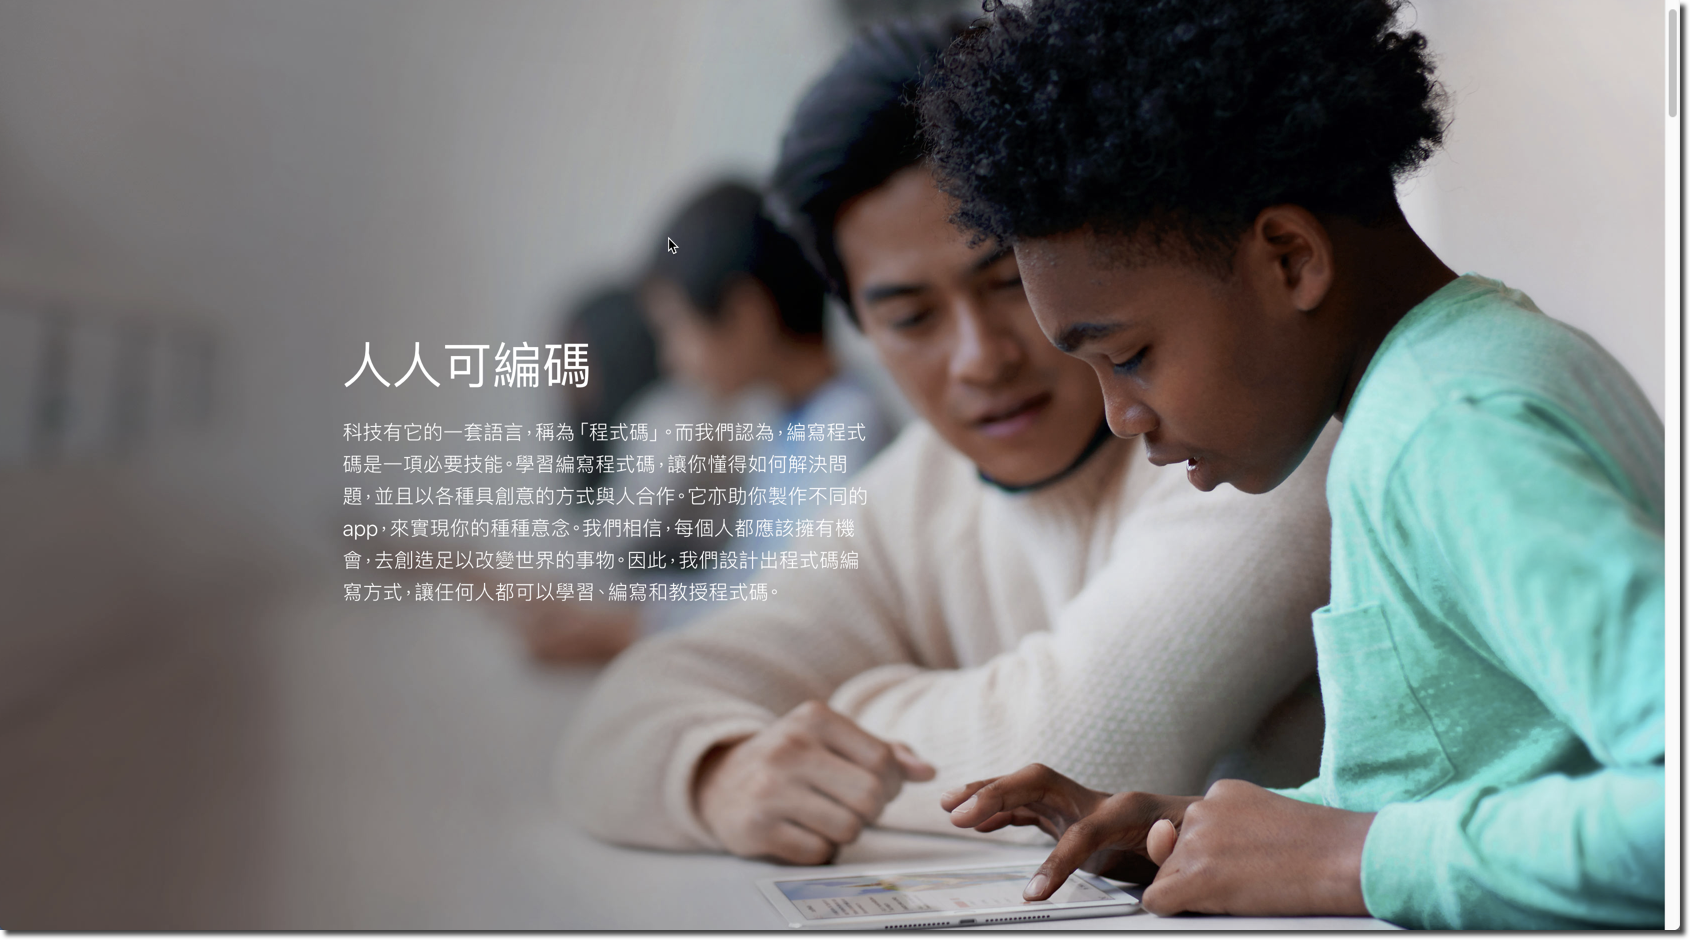 人人可編碼
科技有它的一套語言，稱為「程式碼」。而我們認為，編寫程式
碼是一項必要技能。學習編寫程式碼，讓你懂得如何解決問
題，並且以各種具創意的方式與人合作。它亦助你製作不同的
app，來實現你的種種意念。我們相信，每個人都應該擁有機
會，去創造足以改變世界的事物。因此，我們設計出程式碼編
寫方式，讓任何人都可以學習、編寫和教授程式碼。